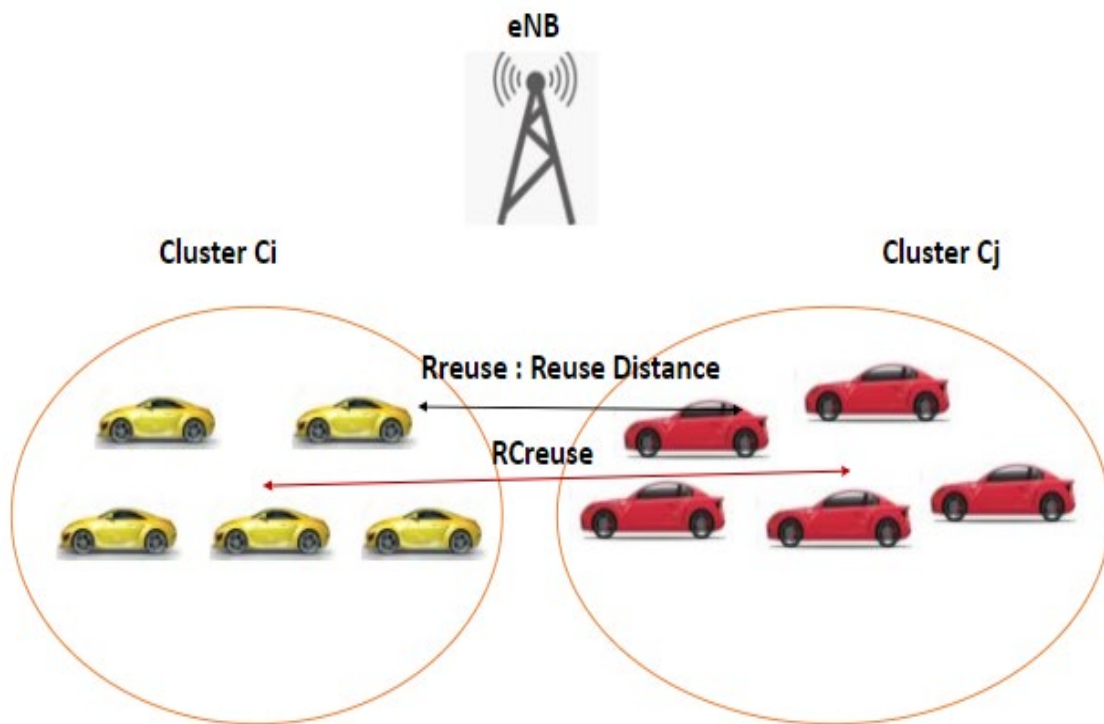 eNB
Cluster Ci
Cluster Cj
Rreuse : Reuse Distance
RCreuse